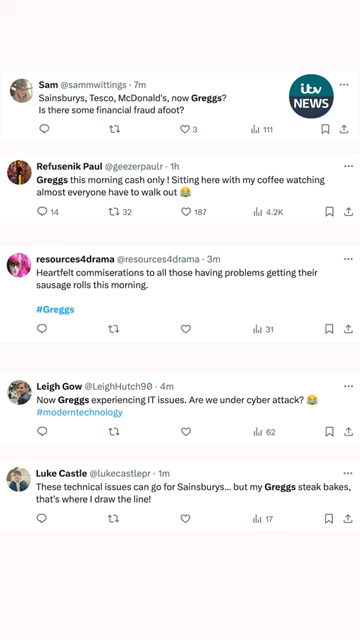 Sam @sammwittings · 7m
Sainsburys, Tesco, McDonald's, now Greggs?
Is there some financial fraud afoot?
itv
NEWS
3 111
Refusenik Paul @geezerpaulr · 1h
Greggs this morning cash only ! Sitting here with my coffee watching
almost everyone have to walk out 😂
14 32 187 4.2K
resources4drama @resources4drama · 3m
Heartfelt commiserations to all those having problems getting their
sausage rolls this morning.
#Greggs
31
Leigh Gow @LeighHutch90 · 4m
Now Greggs experiencing IT issues. Are we under cyber attack? 😂
#moderntechnology
62
Luke Castle @lukecastlepr · 1m
These technical issues can go for Sainsburys... but my Greggs steak bakes,
that's where I draw the line!
17